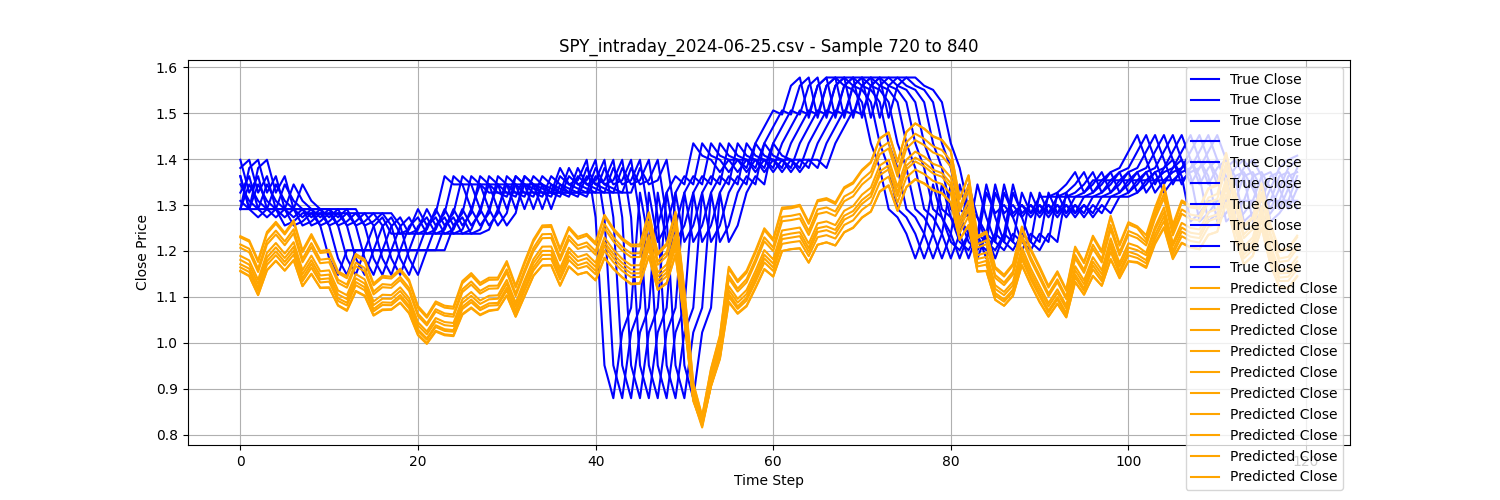 SPY_intraday_2024-06-25.csv - Sample 720 to 840
Close Price
1.6
1.5
1.4
1.3
1.2
1.1
1.0
0.9
0.8
0
20
40
60
80
100
120
Time Step
True Close
True Close
True Close
True Close
True Close
True Close
True Close
True Close
True Close
True Close
Predicted Close
Predicted Close
Predicted Close
Predicted Close
Predicted Close
Predicted Close
Predicted Close
Predicted Close
Predicted Close
Predicted Close